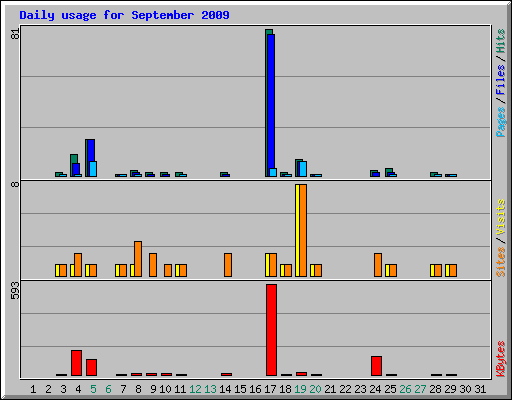 Daily usage for September 2009
81
8
593
Pages / Files / Hits
Sites / Visits
KBytes
1 2 3 4 5 6 7 8 9 10 11 12 13 14 15 16 17 18 19 20 21 22 23 24 25 26 27 28 29 30 31